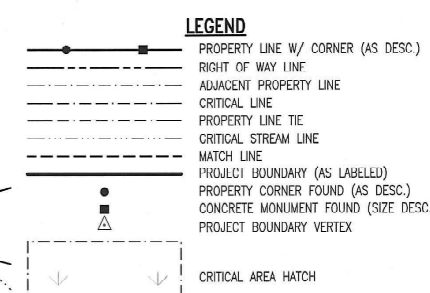 LEGEND
PROPERTY LINE W/ CORNER (AS DESC.)
RIGHT OF WAY LINE
ADJACENT PROPERTY LINE
CRITICAL LINE
PROPERTY LINE TIE
CRITICAL STREAM LINE
MATCH LINE
PROJECT BOUNDARY (AS LABELED)
PROPERTY CORNER FOUND (AS DESC.)
CONCRETE MONUMENT FOUND (SIZE DESC.
PROJECT BOUNDARY VERTEX
CRITICAL AREA HATCH